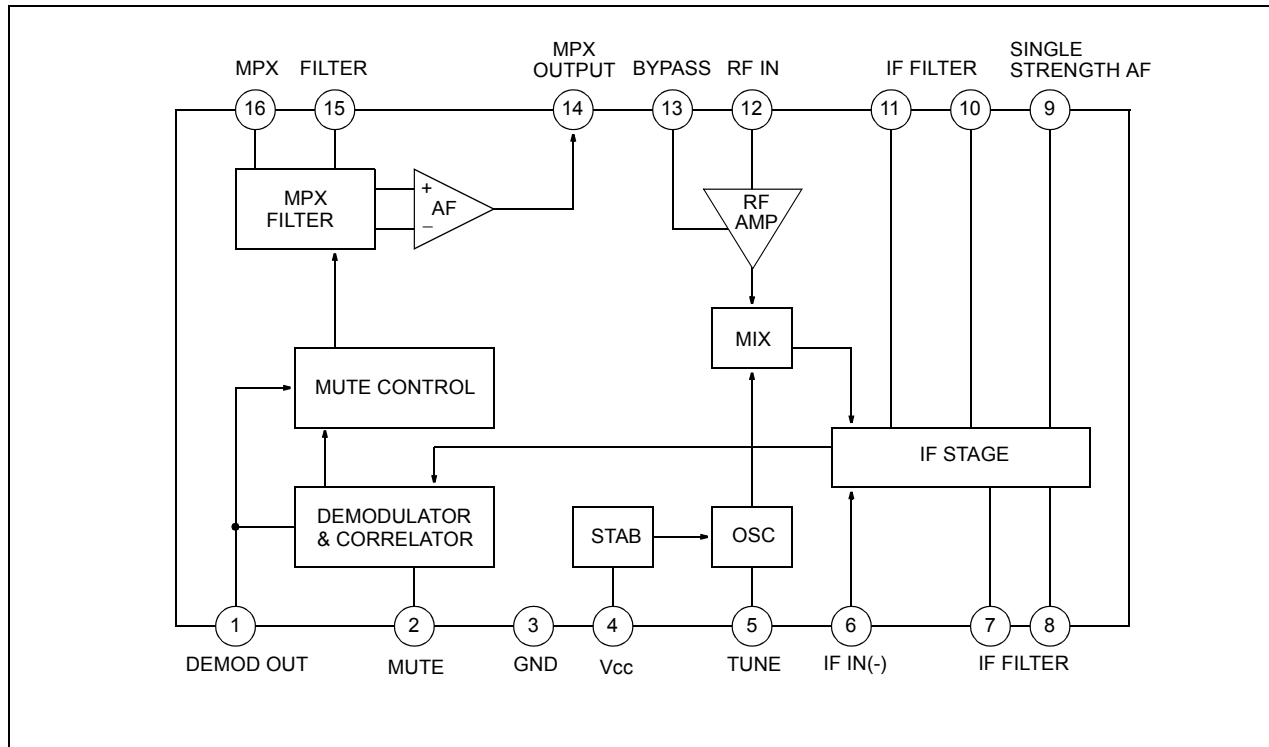 MPX FILTER
MPX
OUTPUT
BYPASS RF IN
IF FILTER
SINGLE
STRENGTH AF
16 15 14 13 12 11 10 9
MPX
FILTER
+
AF
−
RF
AMP
MIX
MUTE CONTROL
IF STAGE
DEMODULATOR
& CORRELATOR
STAB
OSC
1 2 3 4 5 6 7 8
DEMOD OUT
MUTE
GND
Vcc
TUNE
IF IN(-)
IF FILTER